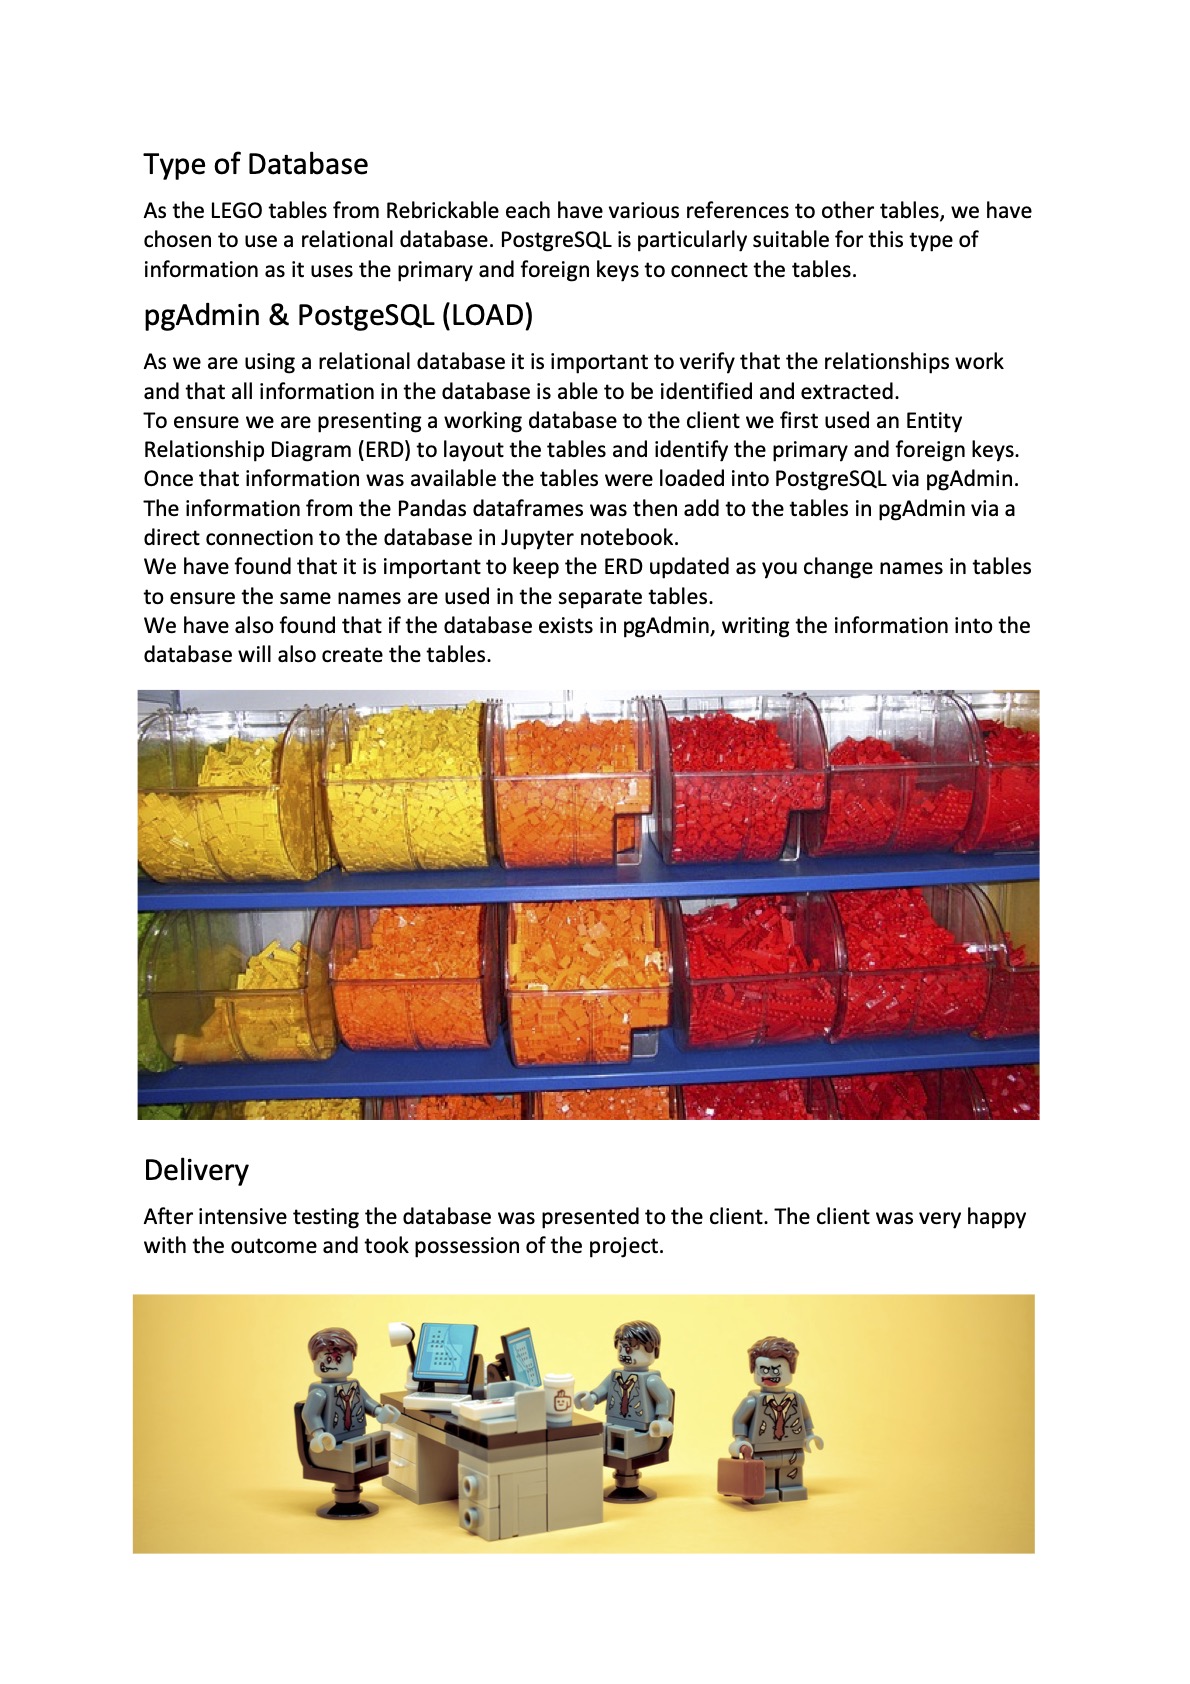 Type of Database
As the LEGO tables from Rebrickable each have various references to other tables, we have
chosen to use a relational database. PostgreSQL is particularly suitable for this type of
information as it uses the primary and foreign keys to connect the tables.
pgAdmin & PostgeSQL (LOAD)
As we are using a relational database it is important to verify that the relationships work
and that all information in the database is able to be identified and extracted.
To ensure we are presenting a working database to the client we first used an Entity
Relationship Diagram (ERD) to layout the tables and identify the primary and foreign keys.
Once that information was available the tables were loaded into PostgreSQL via pgAdmin.
The information from the Pandas dataframes was then add to the tables in pgAdmin via a
direct connection to the database in Jupyter notebook.
We have found that it is important to keep the ERD updated as you change names in tables
to ensure the same names are used in the separate tables.
We have also found that if the database exists in pgAdmin, writing the information into the
database will also create the tables.
Delivery
After intensive testing the database was presented to the client. The client was very happy
with the outcome and took possession of the project.